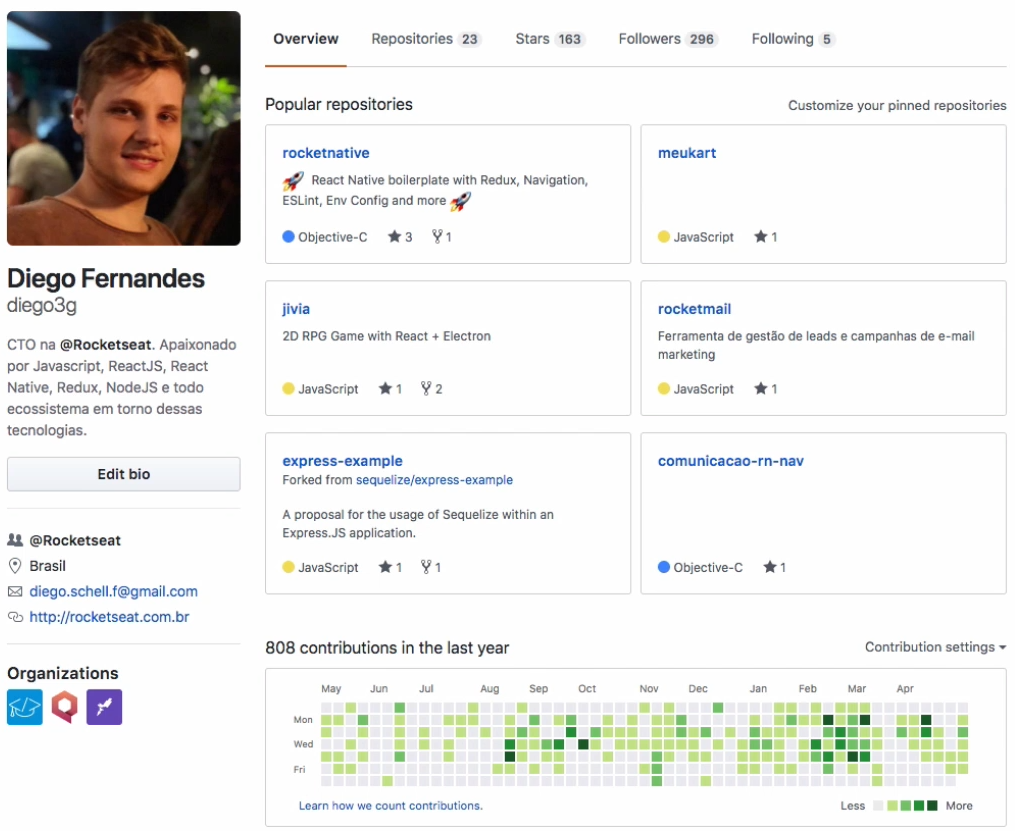 Overview Repositories 23 Stars 163 Followers 296 Following 5
Popular repositories Customize your pinned repositories
rocketnative
React Native boilerplate with Redux, Navigation,
ESLint, Env Config and more
Objective-C 3 1
meukart
JavaScript 1
jivia
2D RPG Game with React + Electron
JavaScript 1 2
rocketmail
Ferramenta de gestão de leads e campanhas de e-mail
marketing
JavaScript 1
express-example
Forked from sequelize/express-example
A proposal for the usage of Sequelize within an
Express.JS application.
JavaScript 1 1
comunicacao-rn-nav
Objective-C 1
Diego Fernandes
diego3g
CTO na @Rocketseat. Apaixonado
por Javascript, ReactJS, React
Native, Redux, NodeJS e todo
ecossistema em torno dessas
tecnologias.
Edit bio
@Rocketseat
Brasil
diego.schell.f@gmail.com
http://rocketseat.com.br
Organizations
808 contributions in the last year Contribution settings
May Jun Jul Aug Sep Oct Nov Dec Jan Feb Mar Apr
Mon
Wed
Fri
Learn how we count contributions. Less More